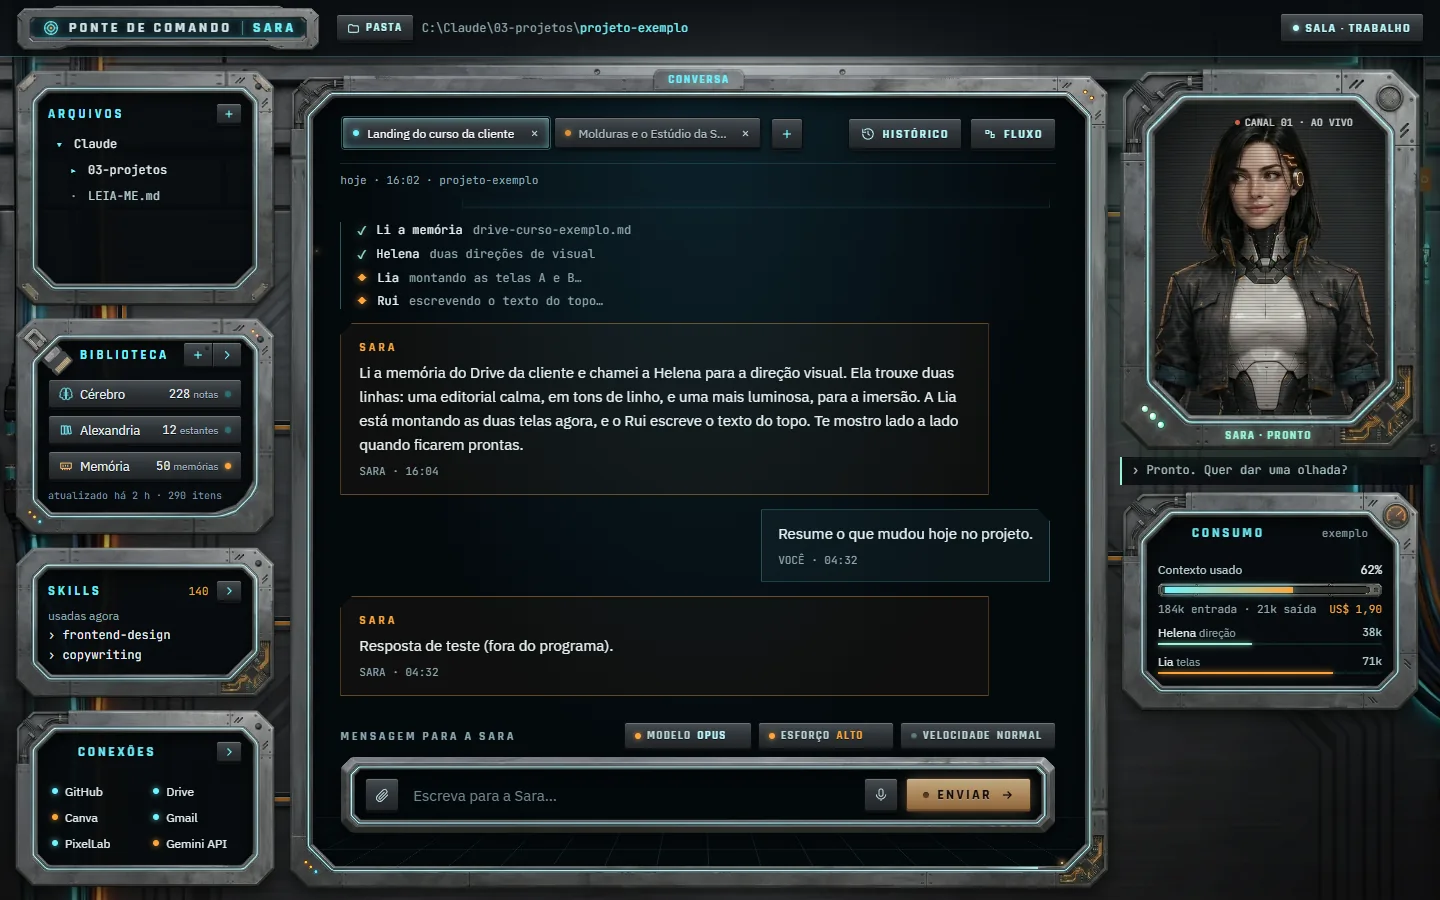 PONTE DE COMANDO | SARA
PASTA C:\Claude\03-projetos\projeto-exemplo
SALA · TRABALHO
ARQUIVOS +
▾ Claude
▸ 03-projetos
· LEIA-ME.md
BIBLIOTECA + >
Cérebro 228 notas
Alexandria 12 estantes
Memória 50 memórias
atualizado há 2 h · 290 itens
SKILLS 140 >
usadas agora
› frontend-design
› copywriting
CONEXÕES >
GitHub Drive
Canva Gmail
PixelLab Gemini API
CONVERSA
Landing do curso da cliente ×
Molduras e o Estúdio da S... ×
+
HISTÓRICO
FLUXO
hoje · 16:02 · projeto-exemplo
✓ Li a memória drive-curso-exemplo.md
✓ Helena duas direções de visual
◆ Lia montando as telas A e B…
◆ Rui escrevendo o texto do topo…
SARA
Li a memória do Drive da cliente e chamei a Helena para a direção visual. Ela trouxe duas
linhas: uma editorial calma, em tons de linho, e uma mais luminosa, para a imersão. A Lia
está montando as duas telas agora, e o Rui escreve o texto do topo. Te mostro lado a lado
quando ficarem prontas.
SARA · 16:04
Resume o que mudou hoje no projeto.
VOCÊ · 04:32
SARA
Resposta de teste (fora do programa).
SARA · 04:32
MENSAGEM PARA A SARA
MODELO OPUS
ESFORÇO ALTO
VELOCIDADE NORMAL
Escreva para a Sara...
ENVIAR →
CANAL 01 · AO VIVO
SARA · PRONTO
› Pronto. Quer dar uma olhada?
CONSUMO exemplo
Contexto usado 62%
184k entrada · 21k saída US$ 1,90
Helena direção 38k
Lia telas 71k